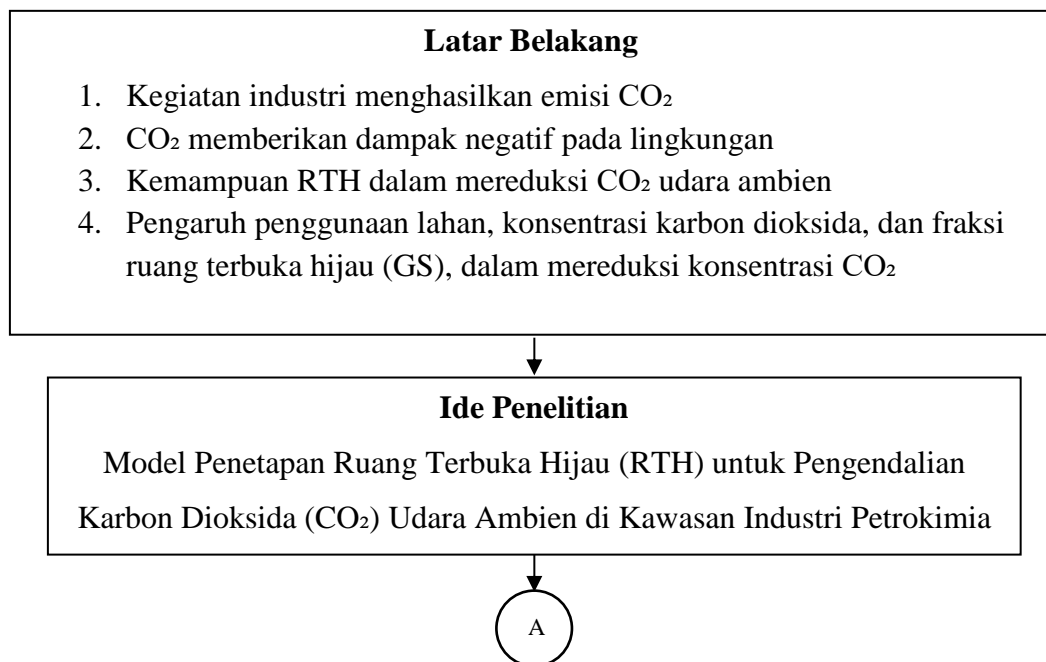 Latar Belakang
1. Kegiatan industri menghasilkan emisi CO₂
2. CO₂ memberikan dampak negatif pada lingkungan
3. Kemampuan RTH dalam mereduksi CO₂ udara ambien
4. Pengaruh penggunaan lahan, konsentrasi karbon dioksida, dan fraksi
ruang terbuka hijau (GS), dalam mereduksi konsentrasi CO₂
Ide Penelitian
Model Penetapan Ruang Terbuka Hijau (RTH) untuk Pengendalian
Karbon Dioksida (CO₂) Udara Ambien di Kawasan Industri Petrokimia
A